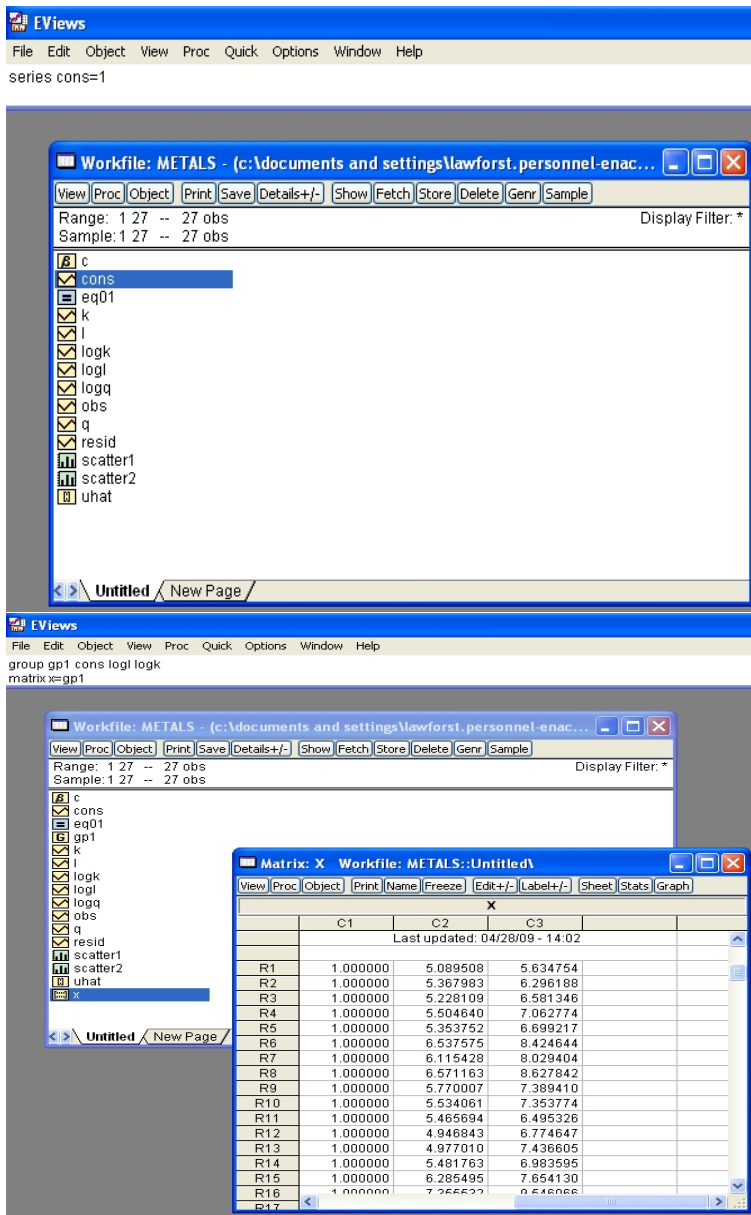 EViews
File Edit Object View Proc Quick Options Window Help
series cons=1
Workfile: METALS - (c:\documents and settings\lawforst.personnel-enac...
View Proc Object Print Save Details+/- Show Fetch Store Delete Genr Sample
Range: 1 27 -- 27 obs Display Filter: *
Sample: 1 27 -- 27 obs
β c
cons
eq01
k
l
logk
logl
logq
obs
q
resid
scatter1
scatter2
uhat
Untitled New Page
EViews
File Edit Object View Proc Quick Options Window Help
group gp1 cons logl logk
matrix x=gp1
Workfile: METALS - (c:\documents and settings\lawforst.personnel-enac...
View Proc Object Print Save Details+/- Show Fetch Store Delete Genr Sample
Range: 1 27 -- 27 obs Display Filter: *
Sample: 1 27 -- 27 obs
β c
cons
eq01
G gp1
k
l
logk
logl
logq
obs
q
resid
scatter1
scatter2
uhat
x
Untitled New Page
Matrix: X Workfile: METALS::Untitled\
View Proc Object Print Name Freeze Edit+/- Label+/- Sheet Stats Graph
X
C1 C2 C3
Last updated: 04/28/09 - 14:02
R1 1.000000 5.089508 5.634754
R2 1.000000 5.367983 6.296188
R3 1.000000 5.228109 6.581346
R4 1.000000 5.504640 7.062774
R5 1.000000 5.353752 6.699217
R6 1.000000 6.537575 8.424644
R7 1.000000 6.115428 8.029404
R8 1.000000 6.571163 8.627842
R9 1.000000 5.770007 7.389410
R10 1.000000 5.534061 7.353774
R11 1.000000 5.465694 6.495326
R12 1.000000 4.946843 6.774647
R13 1.000000 4.977010 7.436605
R14 1.000000 5.481763 6.983595
R15 1.000000 6.285495 7.654130
R16 1.000000
R17